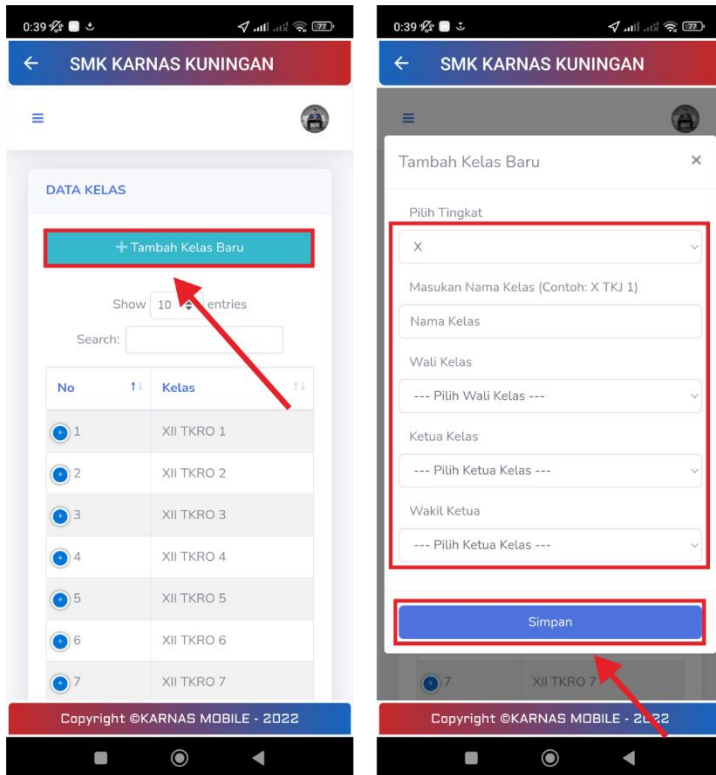 0:39
77
SMK KARNAS KUNINGAN
DATA KELAS
+ Tambah Kelas Baru
Show 10 entries
Search:
No Kelas
1 XII TKRO 1
2 XII TKRO 2
3 XII TKRO 3
4 XII TKRO 4
5 XII TKRO 5
6 XII TKRO 6
7 XII TKRO 7
Copyright ©KARNAS MOBILE - 2022
0:39
77
SMK KARNAS KUNINGAN
Tambah Kelas Baru ×
Pilih Tingkat
X
Masukan Nama Kelas (Contoh: X TKJ 1)
Nama Kelas
Wali Kelas
--- Pilih Wali Kelas ---
Ketua Kelas
--- Pilih Ketua Kelas ---
Wakil Ketua
--- Pilih Ketua Kelas ---
Simpan
7 XII TKRO 7
Copyright ©KARNAS MOBILE - 2022